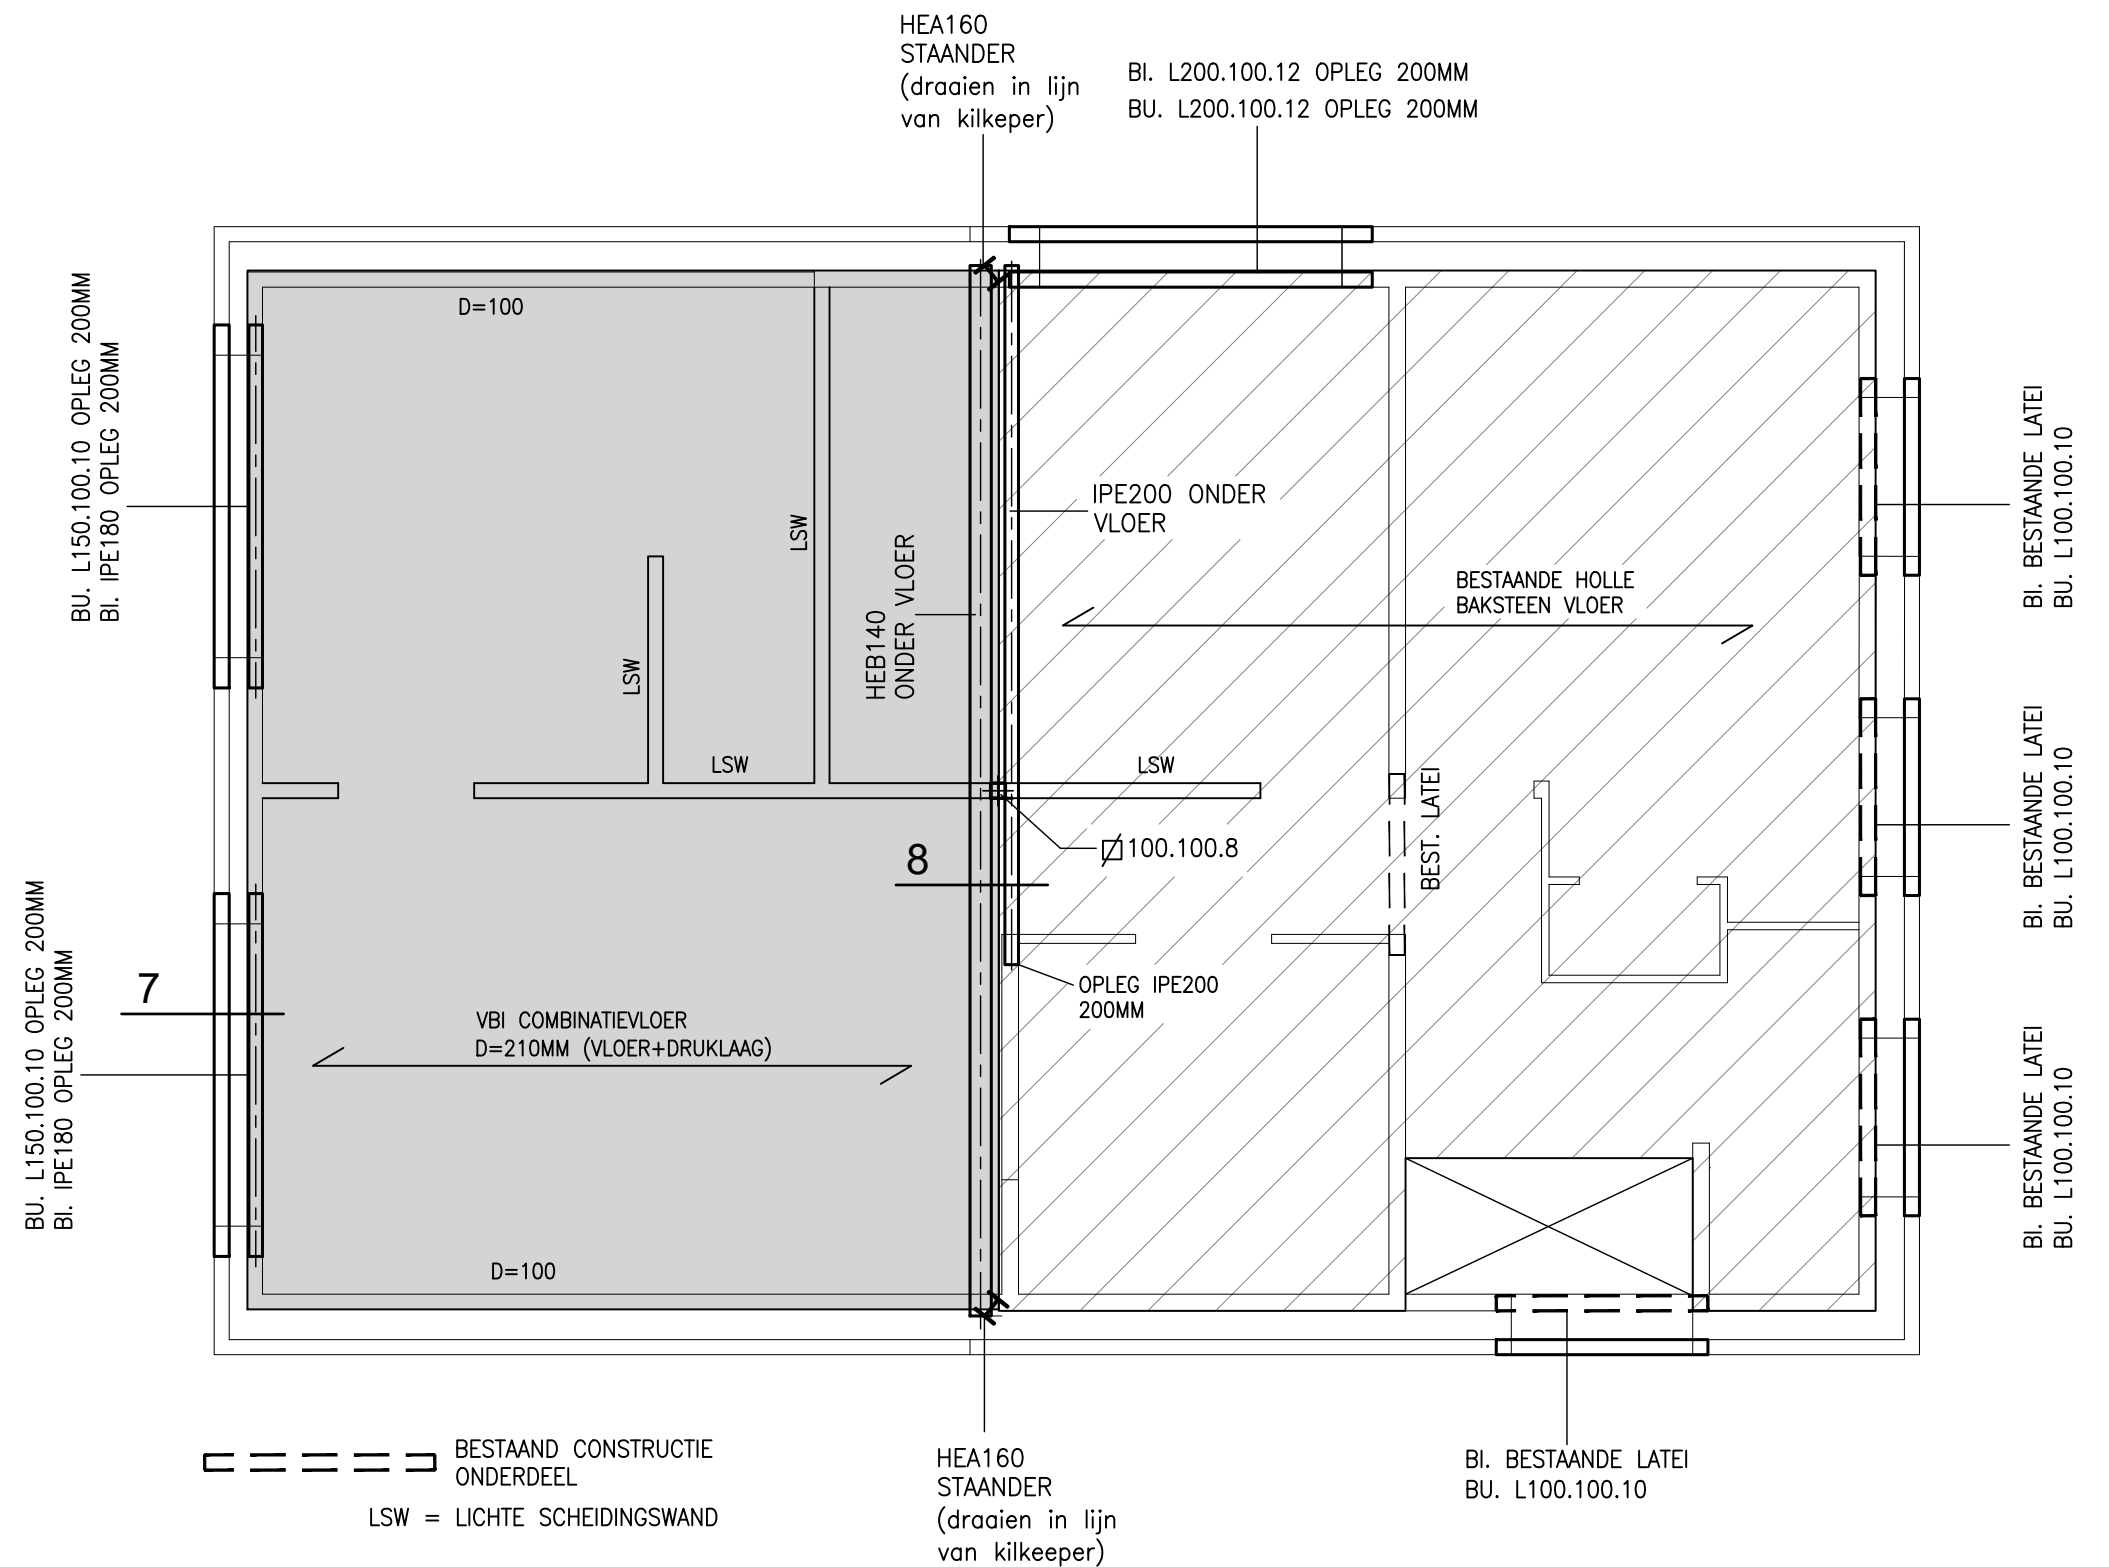 HEA160
STAANDER
(draaien in lijn
van kilkeper)
BI. L200.100.12 OPLEG 200MM
BU. L200.100.12 OPLEG 200MM
BU. L150.100.10 OPLEG 200MM
BI. IPE180 OPLEG 200MM
D=100
LSW
LSW
LSW
HEB140
ONDER VLOER
IPE200 ONDER
VLOER
BESTAANDE HOLLE
BAKSTEEN VLOER
BI. BESTAANDE LATEI
BU. L100.100.10
LSW
100.100.8
BEST. LATEI
8
BI. BESTAANDE LATEI
BU. L100.100.10
BU. L150.100.10 OPLEG 200MM
BI. IPE180 OPLEG 200MM
7
OPLEG IPE200
200MM
VBI COMBINATIEVLOER
D=210MM (VLOER+DRUKLAAG)
BI. BESTAANDE LATEI
BU. L100.100.10
D=100
BESTAAND CONSTRUCTIE
ONDERDEEL
LSW = LICHTE SCHEIDINGSWAND
HEA160
STAANDER
(draaien in lijn
van kilkeeper)
BI. BESTAANDE LATEI
BU. L100.100.10